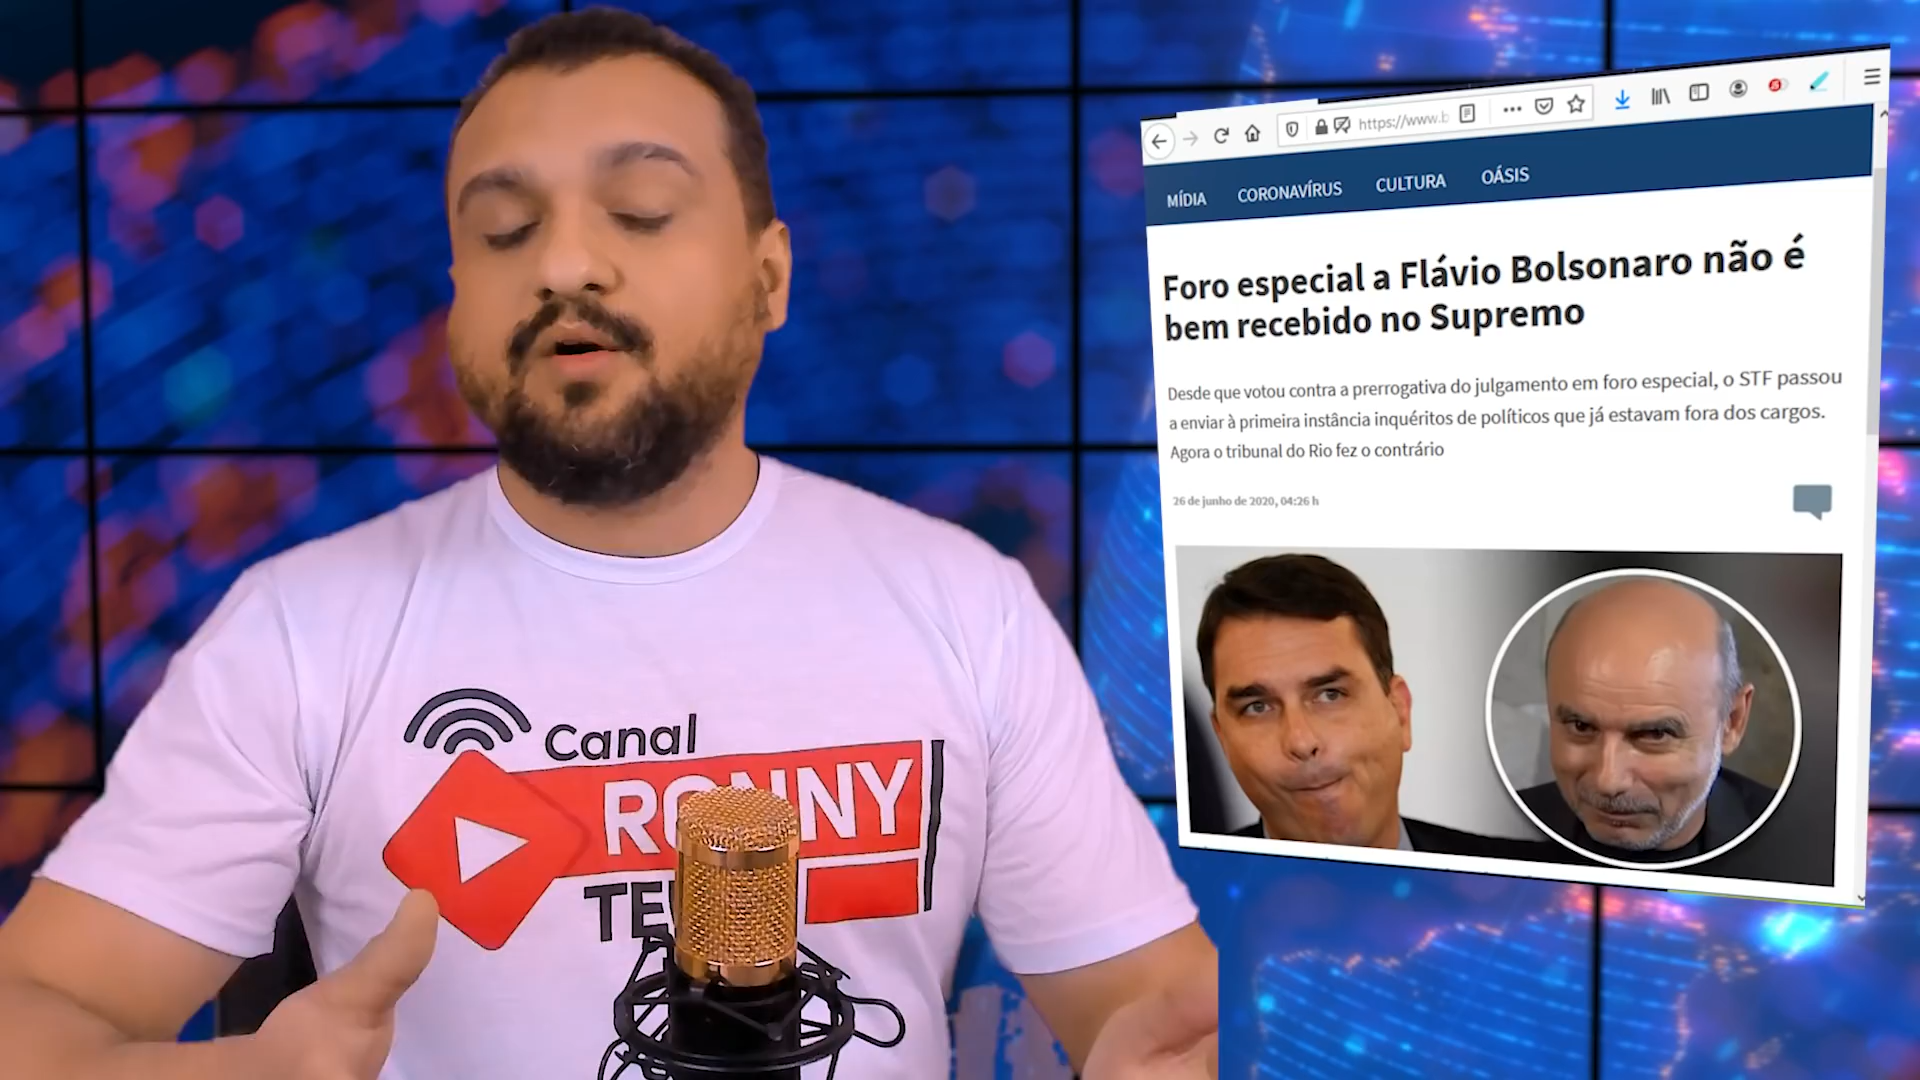 https://www.b
MÍDIA CORONAVÍRUS CULTURA OÁSIS
Foro especial a Flávio Bolsonaro não é
bem recebido no Supremo
Desde que votou contra a prerrogativa do julgamento em foro especial, o STF passou
a enviar à primeira instância inquéritos de políticos que já estavam fora dos cargos.
Agora o tribunal do Rio fez o contrário
26 de junho de 2020, 04:26 h
Canal
RONNY